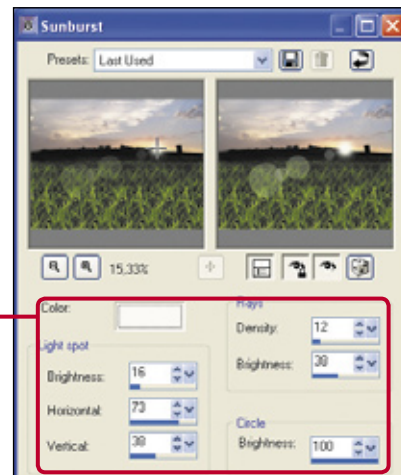 Sunburst
Presets: Last Used
15.33%
Color:
Rays
Density: 12
Brightness: 38
Light spot
Brightness: 16
Horizontal: 73
Vertical: 38
Circle
Brightness: 100